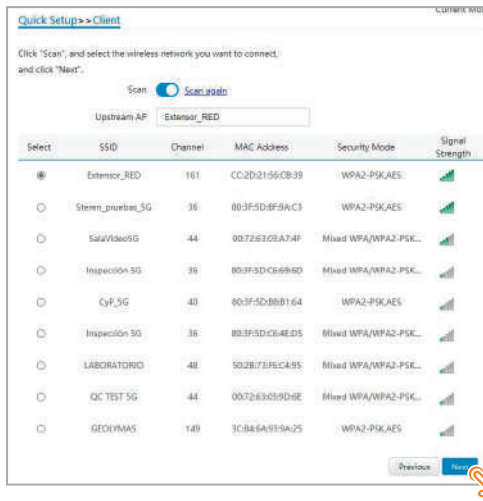 Current Mo
Quick Setup>>Client
Click "Scan", and select the wireless network you want to connect,
and click "Next".
Scan Scan again
Upstream AP Extensor_RED
Select SSID Channel MAC Address Security Mode Signal Strength
Extensor_RED 161 CC:2D:21:56:CB:39 WPA2-PSK,AES
Steren_pruebas_5G 36 80:3F:5D:BF:9A:C3 WPA2-PSK,AES
SalaVideo5G 44 00:72:63:03:A7:4F Mixed WPA/WPA2-PSK...
Inspección 5G 36 80:3F:5D:C6:69:6D Mixed WPA/WPA2-PSK...
CyP_5G 40 80:3F:5D:BB:B1:64 WPA2-PSK,AES
Inspección 5G 36 80:3F:5D:C6:4E:D5 Mixed WPA/WPA2-PSK...
LABORATORIO 48 50:2B:73:F6:C4:95 Mixed WPA/WPA2-PSK...
QC TEST 5G 44 00:72:63:03:9D:6E Mixed WPA/WPA2-PSK...
GEOLYMAS 149 3C:84:6A:93:9A:25 WPA2-PSK,AES
Previous Next